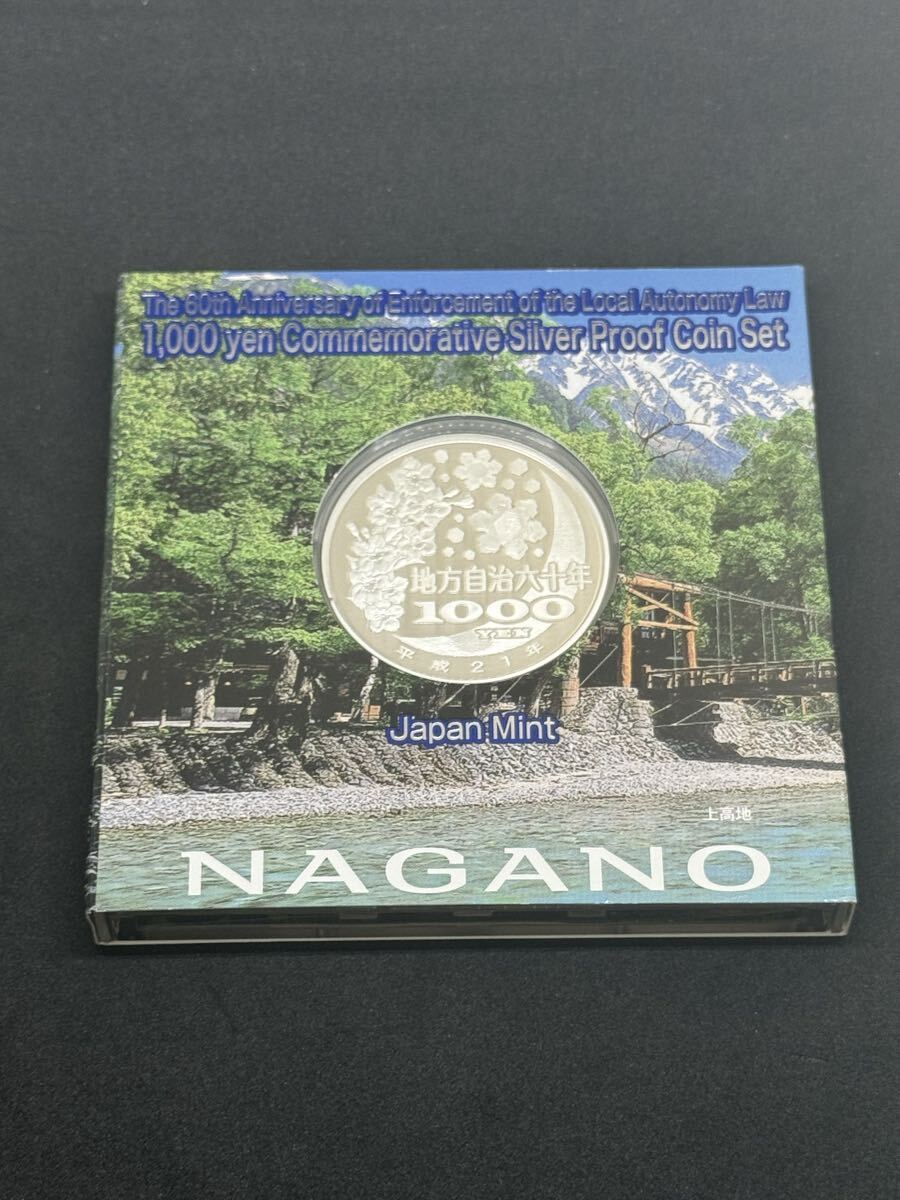 The 60th Anniversary of Enforcement of the Local Autonomy Law
1,000 yen Commemorative Silver Proof Coin Set
地方自治六十年
1000
YEN
平成21年
Japan Mint
上高地
NAGANO